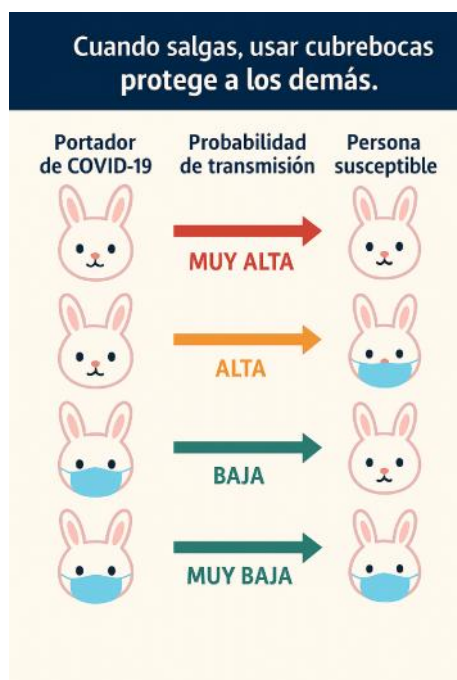 Cuando salgas, usar cubrebocas
protege a los demás.
Portador
de COVID-19
Probabilidad
de transmisión
Persona
susceptible
MUY ALTA
ALTA
BAJA
MUY BAJA